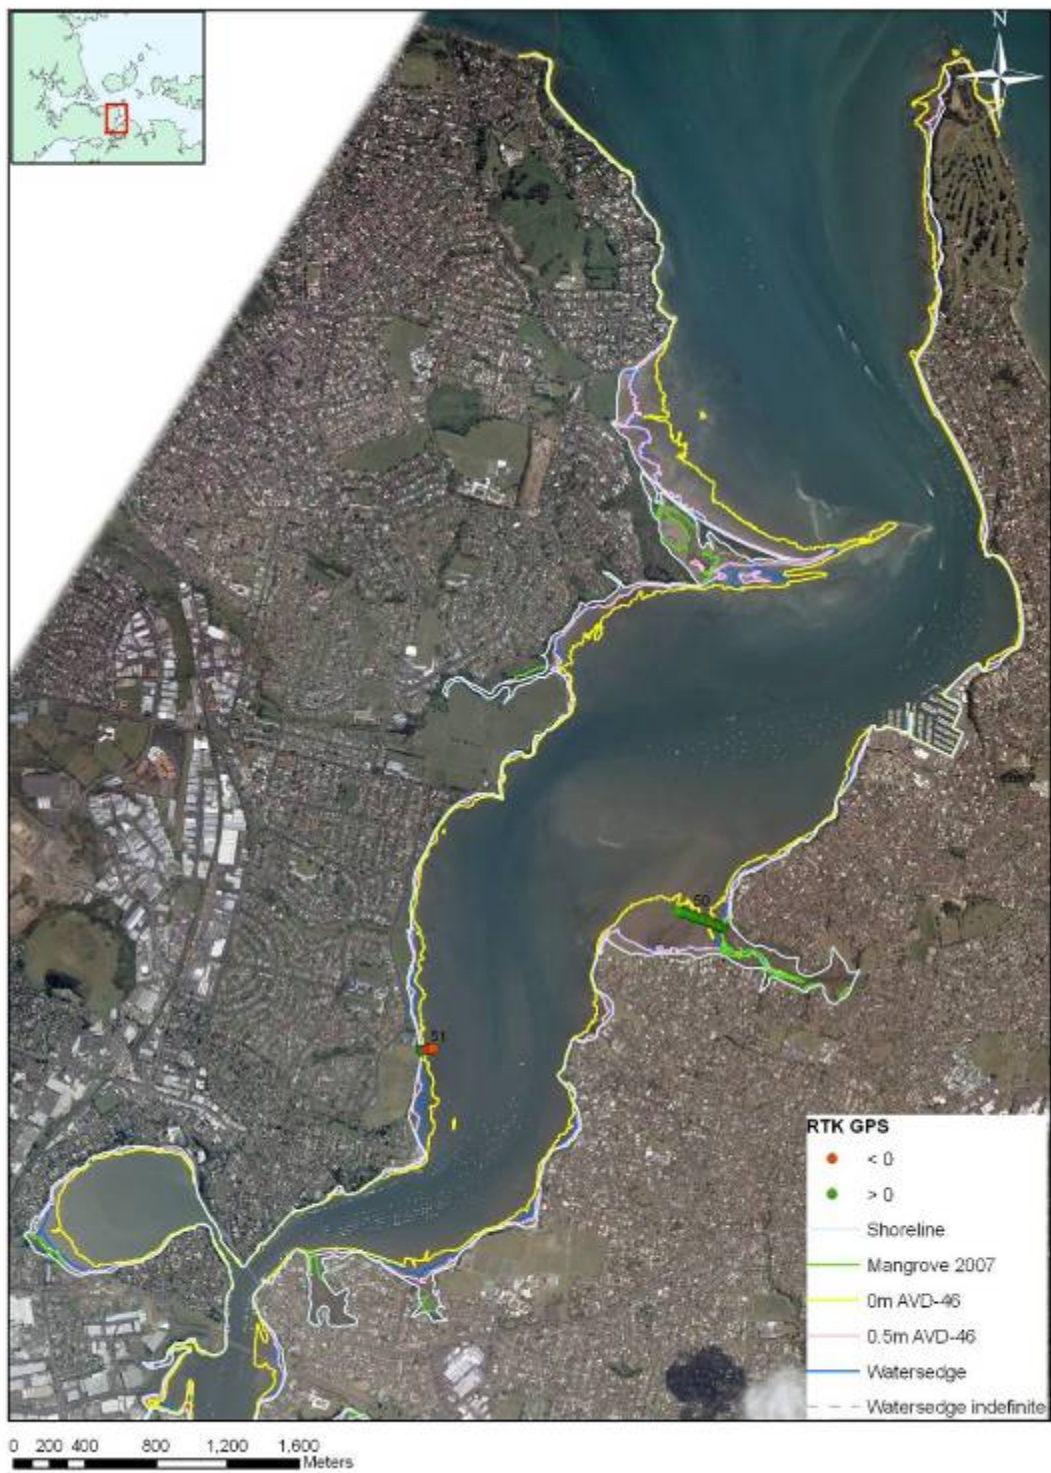 N
50
51
RTK GPS
< 0
> 0
Shoreline
Mangrove 2007
0m AVD-46
0.5m AVD-46
Watersedge
Watersedge indefinite
0 200 400 800 1,200 1,600
Meters